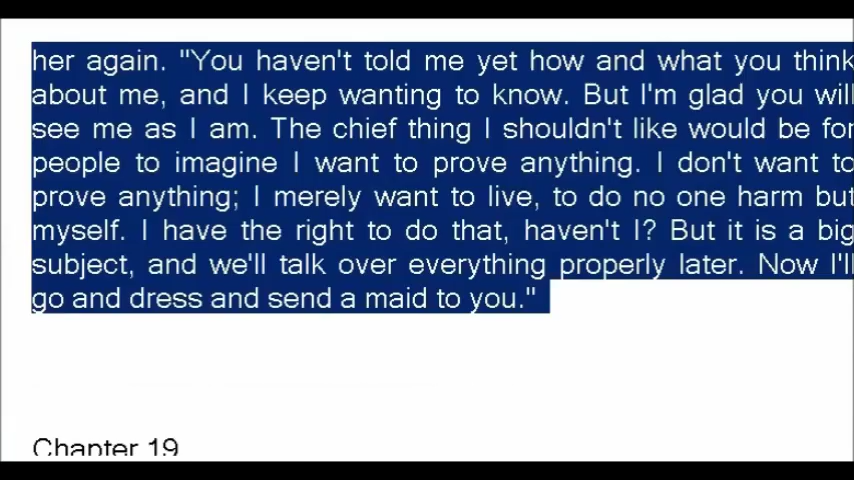 her again. "You haven't told me yet how and what you think
about me, and I keep wanting to know. But I'm glad you will
see me as I am. The chief thing I shouldn't like would be for
people to imagine I want to prove anything. I don't want to
prove anything; I merely want to live, to do no one harm but
myself. I have the right to do that, haven't I? But it is a big
subject, and we'll talk over everything properly later. Now I'll
go and dress and send a maid to you."
Chapter 19